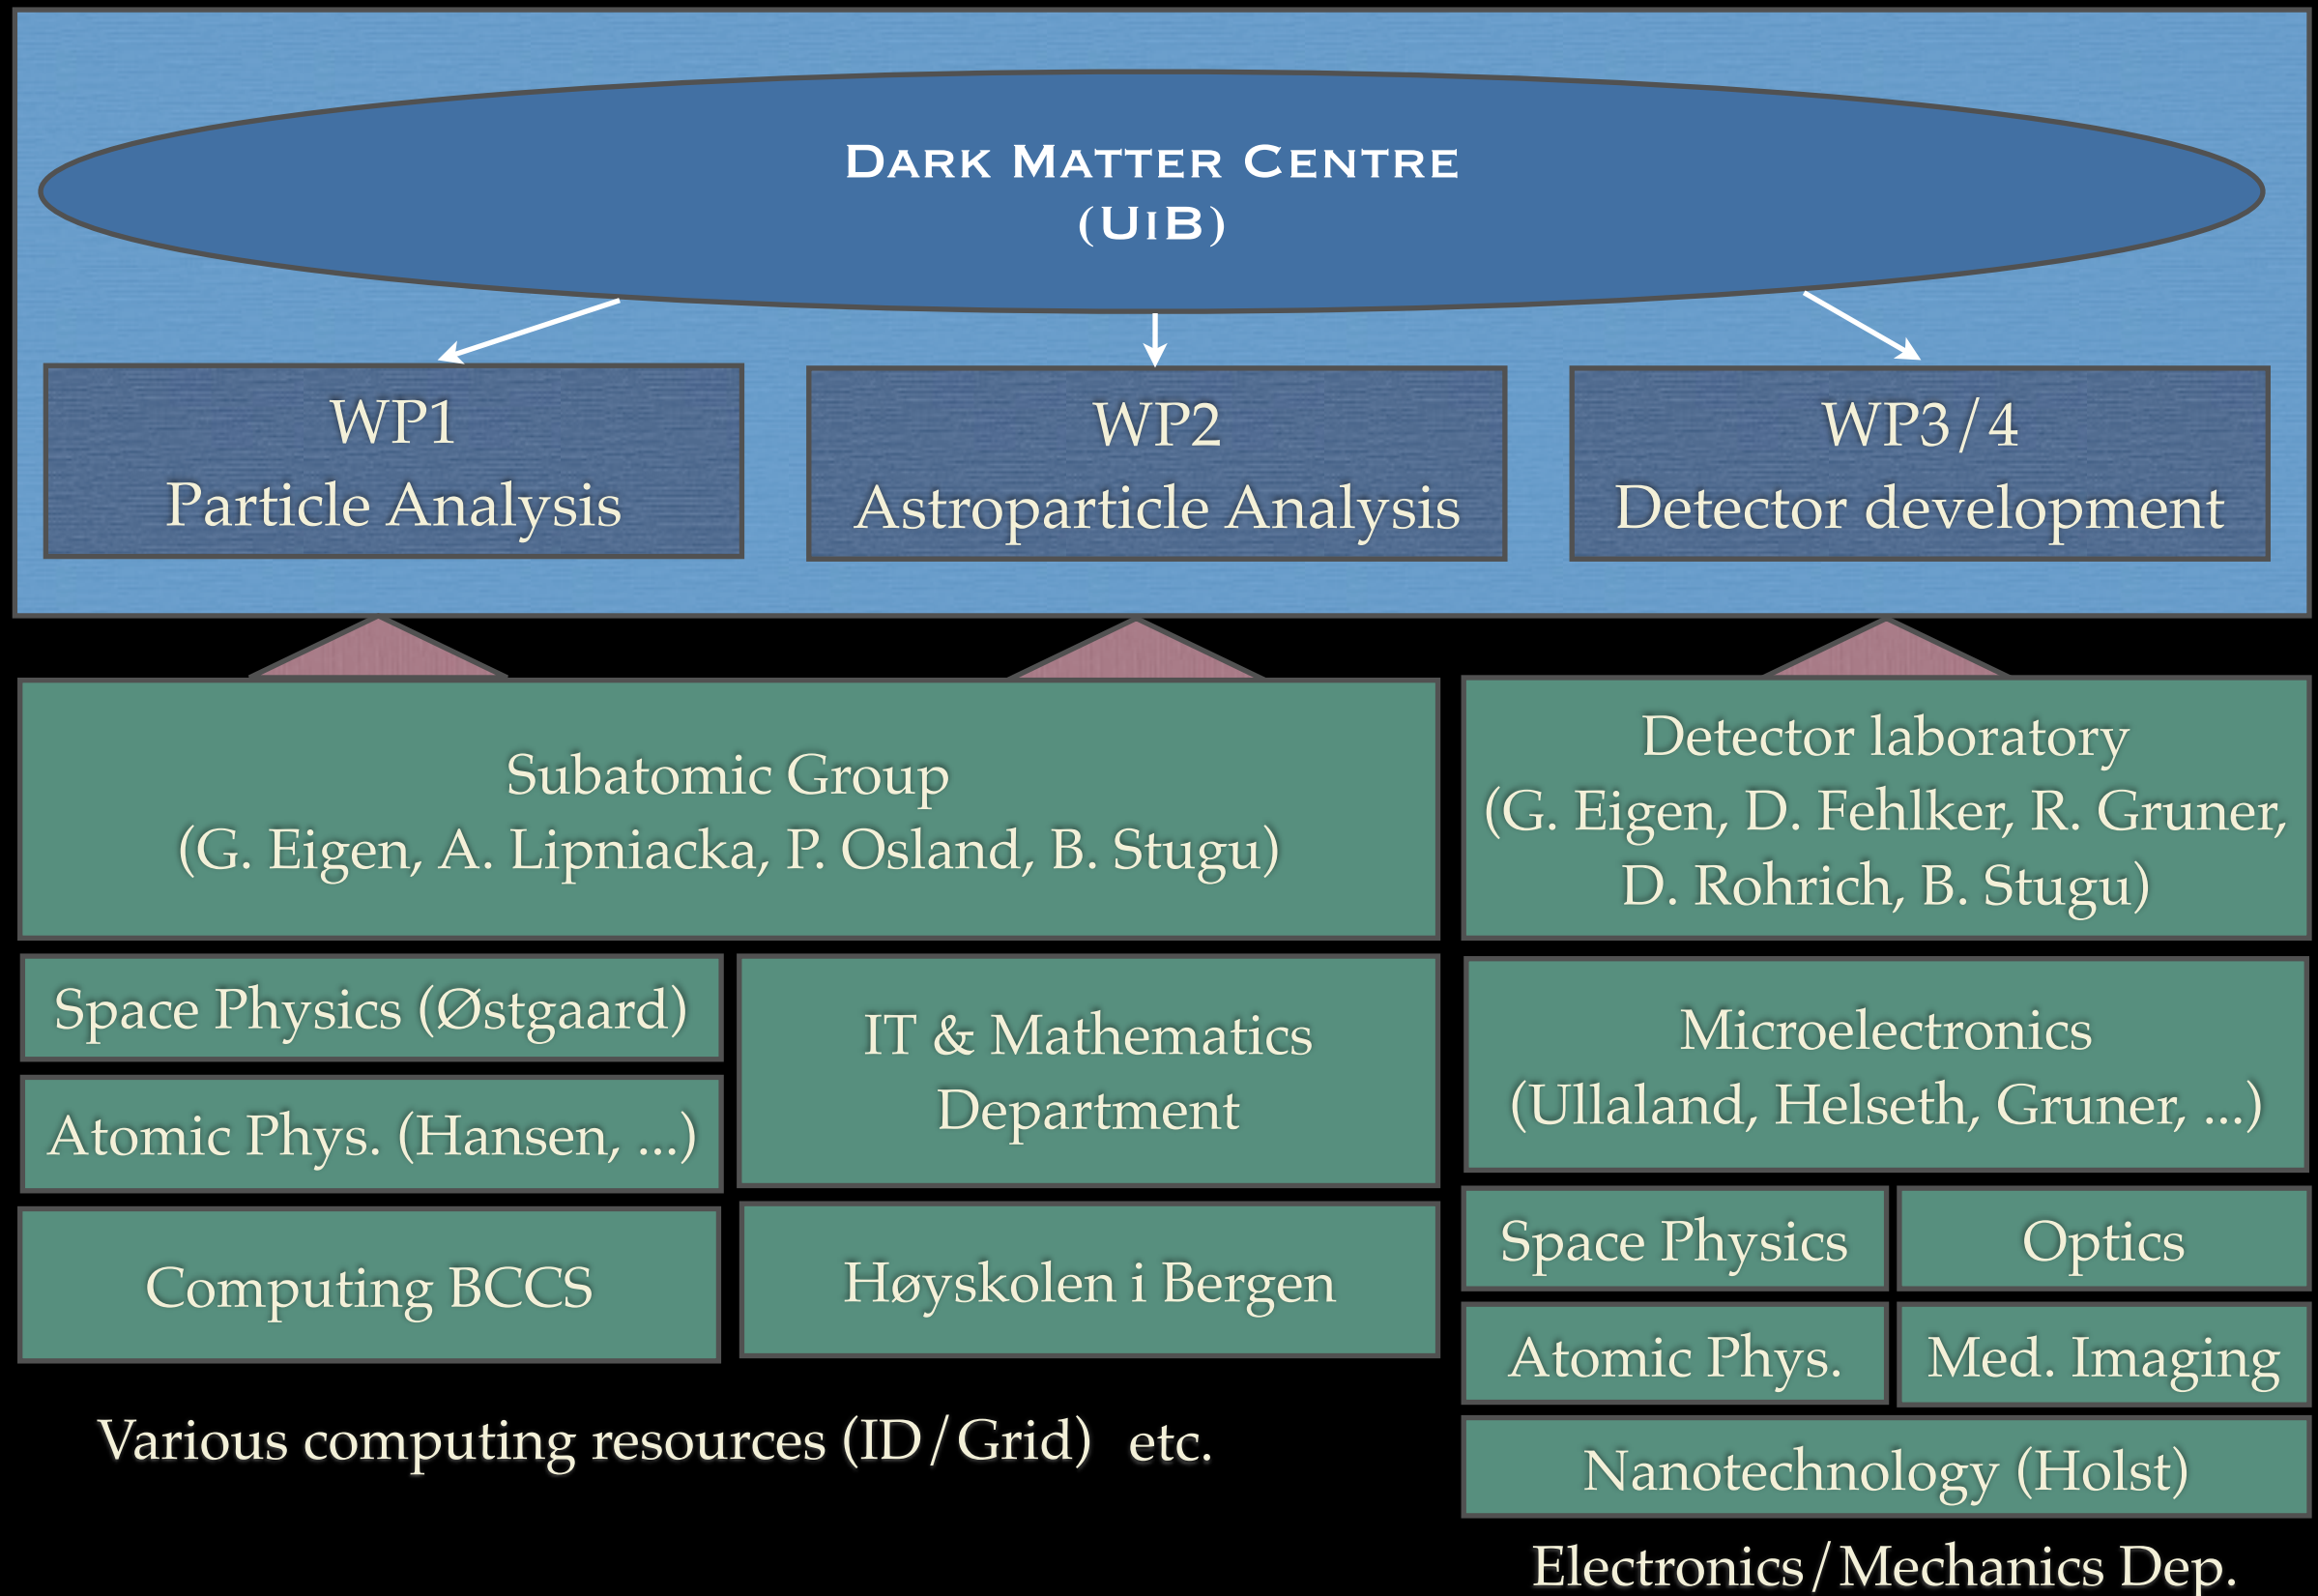 Dark Matter Centre
(UiB)
WP1
Particle Analysis
WP2
Astroparticle Analysis
WP3/4
Detector development
Subatomic Group
(G. Eigen, A. Lipniacka, P. Osland, B. Stugu)
Detector laboratory
(G. Eigen, D. Fehlker, R. Gruner,
D. Rohrich, B. Stugu)
Space Physics (Østgaard)
Atomic Phys. (Hansen, ...)
Computing BCCS
IT & Mathematics
Department
Høyskolen i Bergen
Various computing resources (ID/Grid) etc.
Microelectronics
(Ullaland, Helseth, Gruner, ...)
Space Physics
Optics
Atomic Phys.
Med. Imaging
Nanotechnology (Holst)
Electronics/Mechanics Dep.